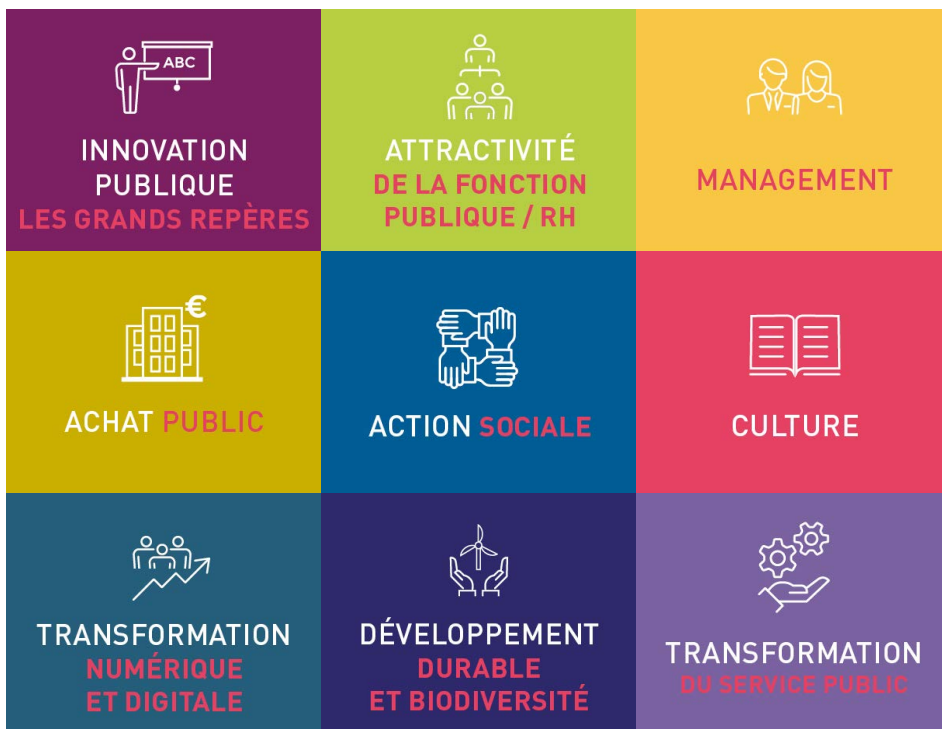 ABC
INNOVATION
PUBLIQUE
LES GRANDS REPÈRES
ATTRACTIVITÉ
DE LA FONCTION
PUBLIQUE / RH
MANAGEMENT
€
ACHAT PUBLIC
ACTION SOCIALE
CULTURE
TRANSFORMATION
NUMÉRIQUE
ET DIGITALE
DÉVELOPPEMENT
DURABLE
ET BIODIVERSITÉ
TRANSFORMATION
DU SERVICE PUBLIC